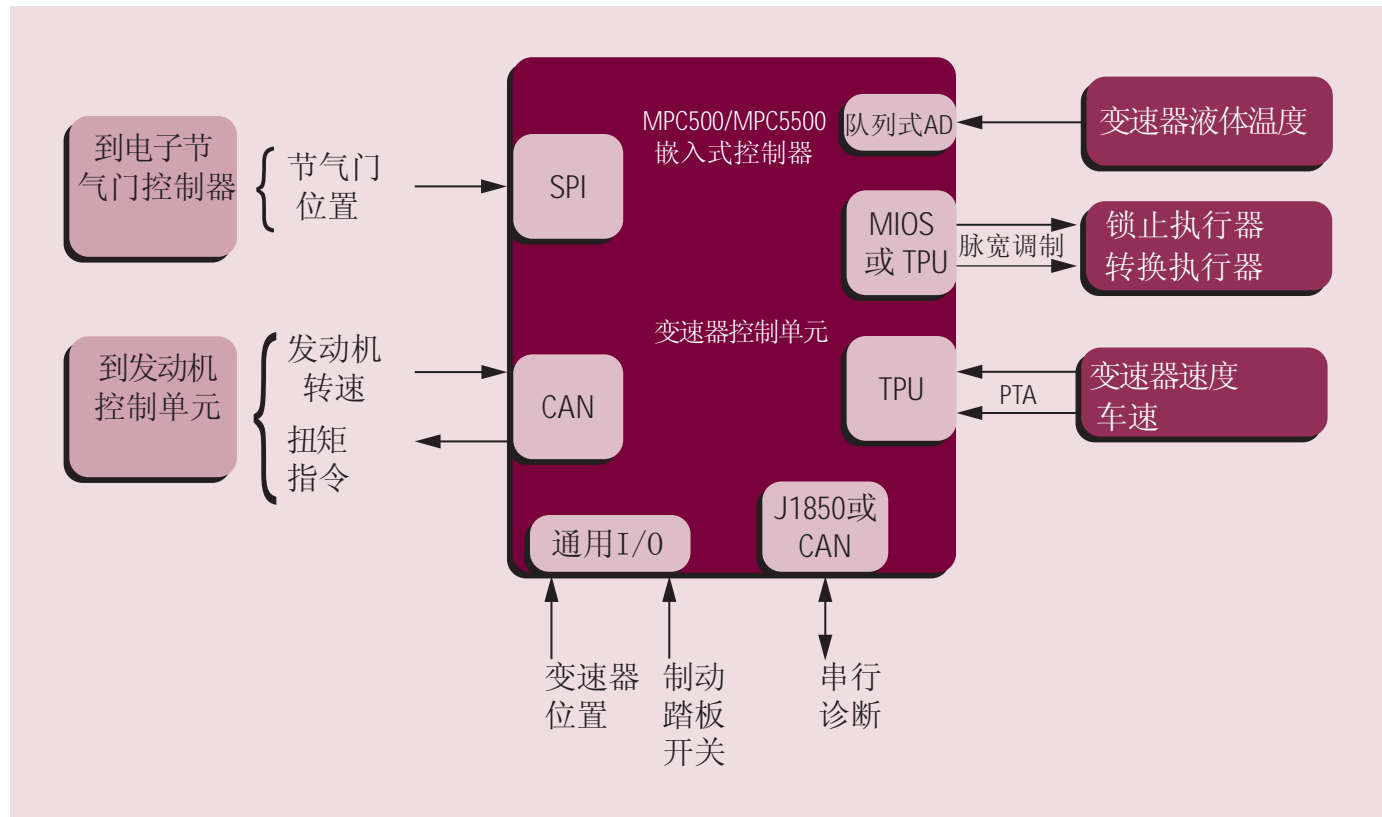 到电子节
气门控制器
节气门
位置
SPI
MPC500/MPC5500
嵌入式控制器
队列式AD
变速器液体温度
MIOS
或 TPU
脉宽调制
锁止执行器
转换执行器
到发动机
控制单元
发动机
转速
扭矩
指令
CAN
变速器控制单元
TPU
PTA
变速器速度
车速
通用I/O
J1850或
CAN
变速器
位置
制动
踏板
开关
串行
诊断